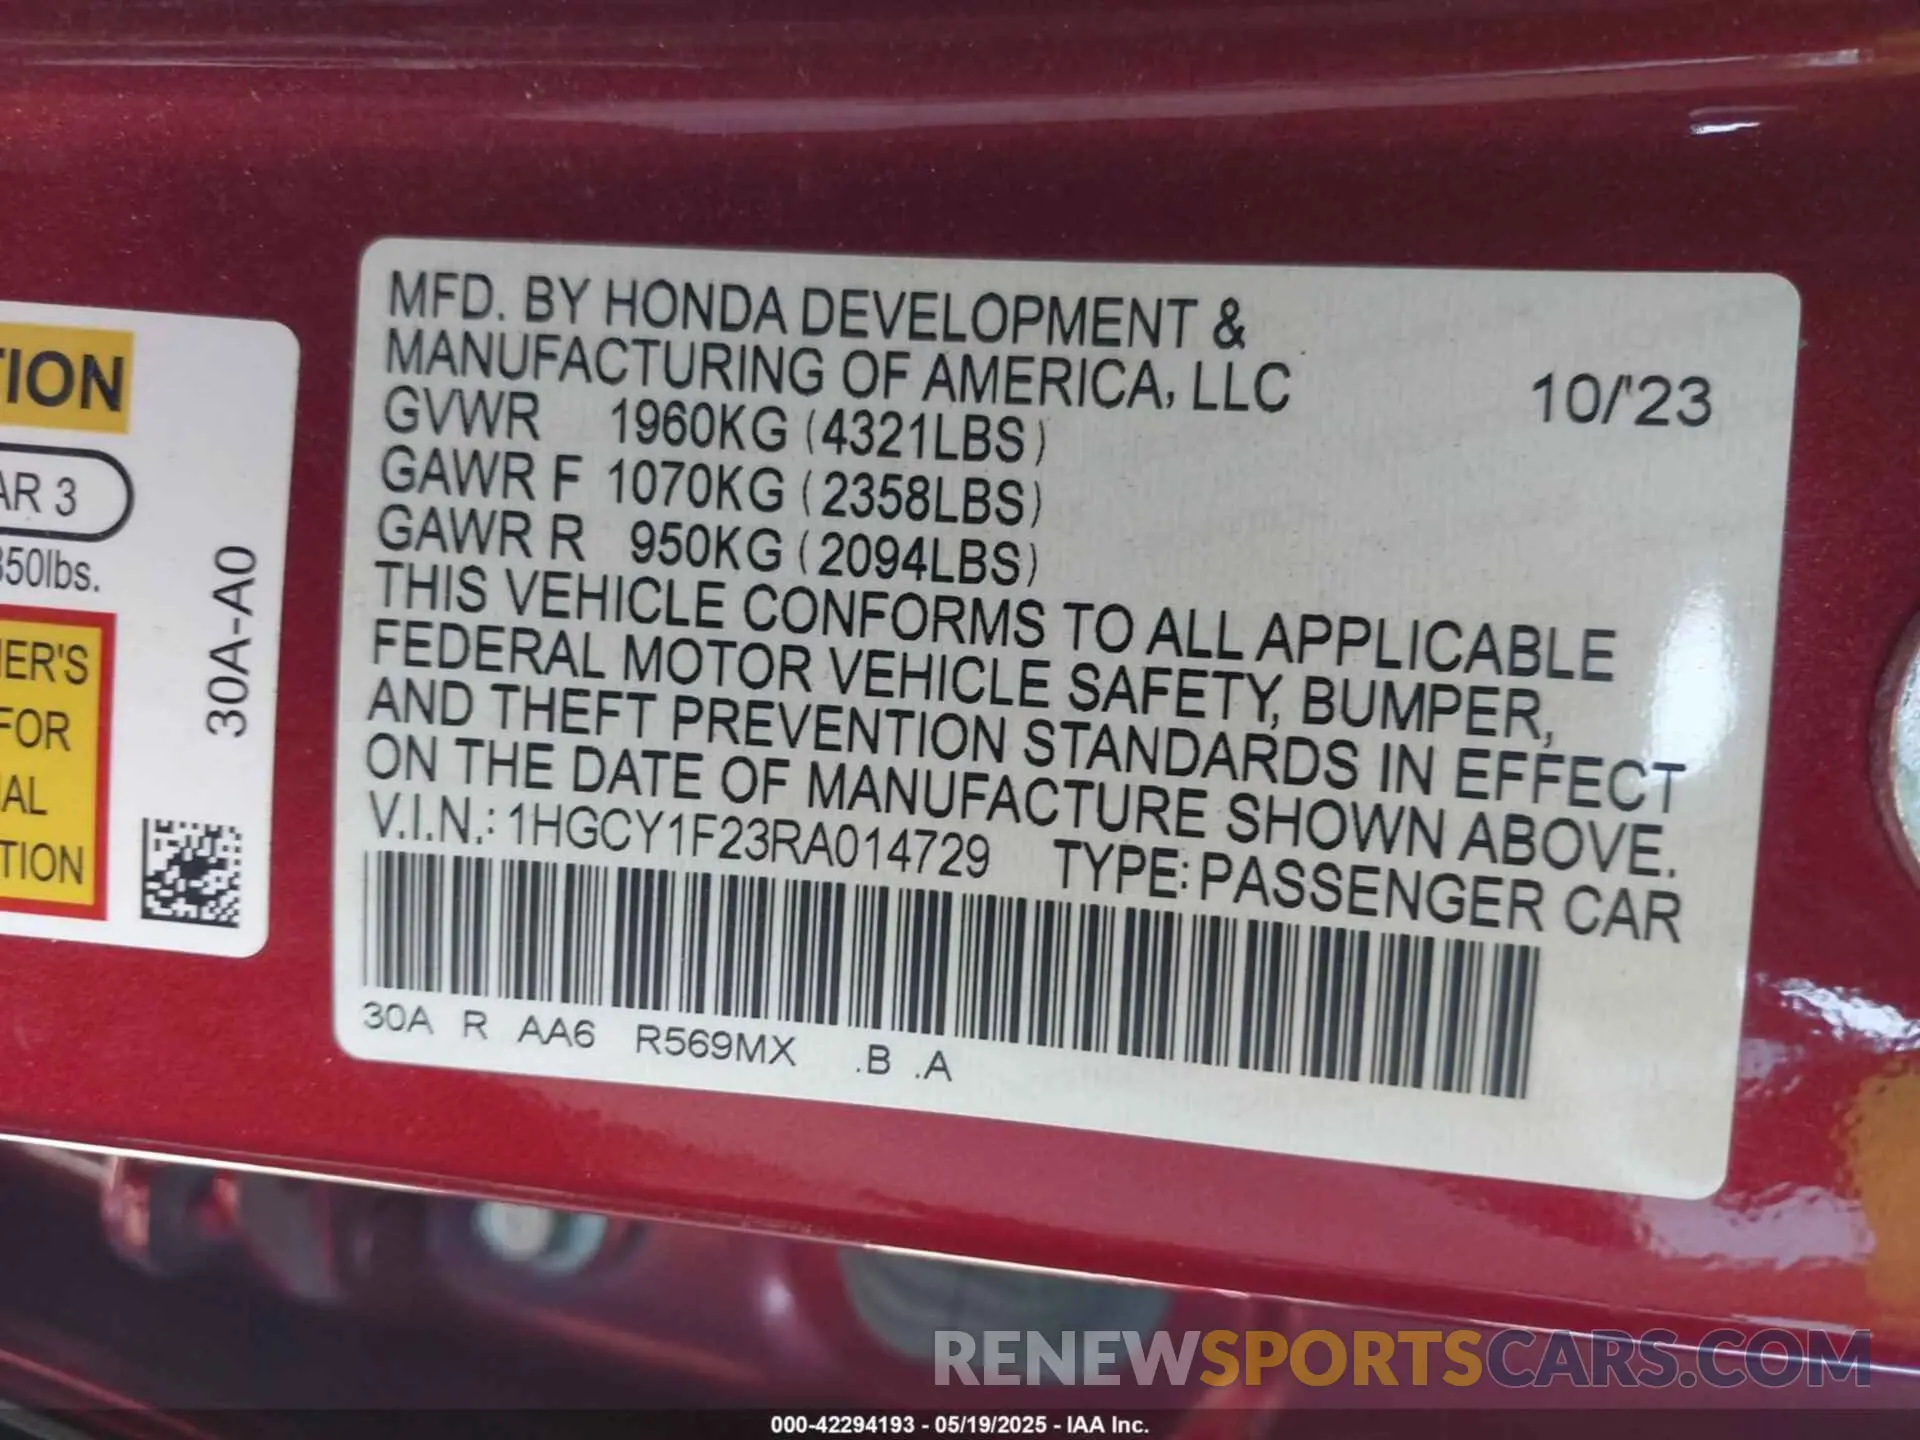 TION
AR 3
350lbs.
ER'S
FOR
AL
TION
30A-A0
MFD. BY HONDA DEVELOPMENT &
MANUFACTURING OF AMERICA, LLC
10/'23
GVWR 1960KG (4321LBS)
GAWR F 1070KG (2358LBS)
GAWR R 950KG (2094LBS)
THIS VEHICLE CONFORMS TO ALL APPLICABLE
FEDERAL MOTOR VEHICLE SAFETY, BUMPER,
AND THEFT PREVENTION STANDARDS IN EFFECT
ON THE DATE OF MANUFACTURE SHOWN ABOVE.
V.I.N.: 1HGCY1F23RA014729 TYPE: PASSENGER CAR
30A R AA6 R569MX .B .A
RENEWSPORTSCARS.COM
000-42294193 - 05/19/2025 - IAA Inc.